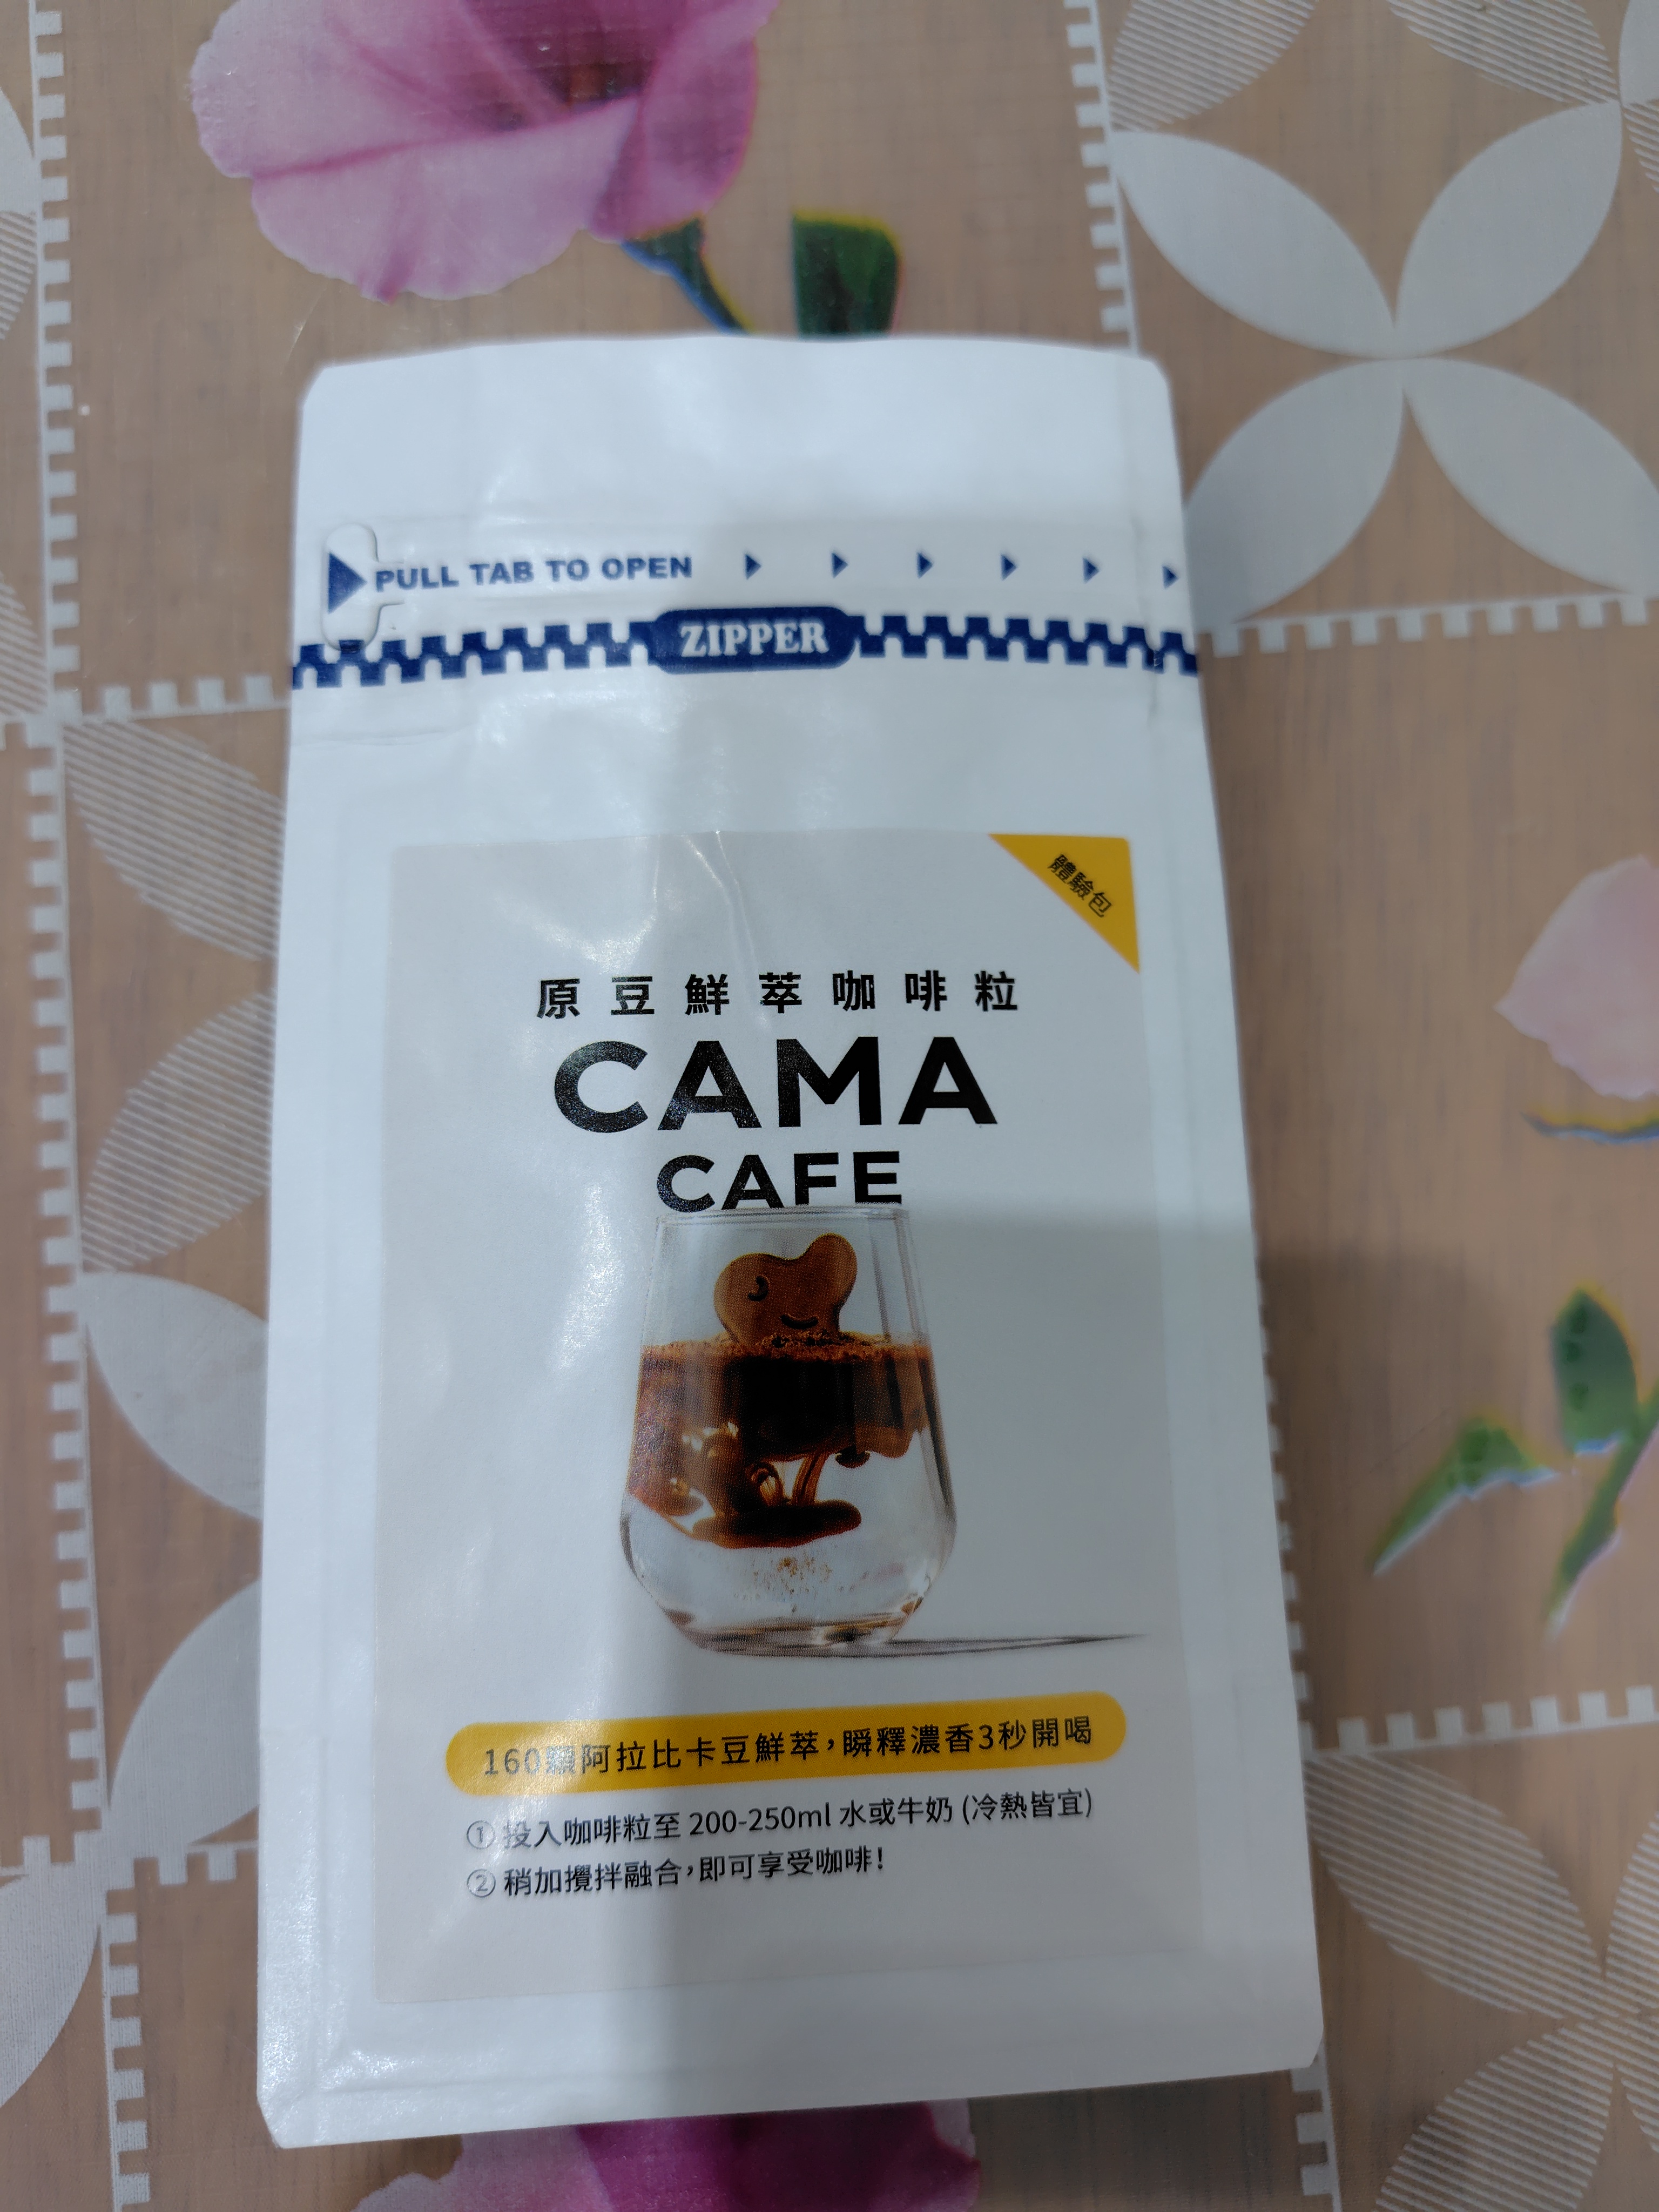 PULL TAB TO OPEN
ZIPPER
體驗包
原豆鮮萃咖啡粒
CAMA
CAFE
160顆阿拉比卡豆鮮萃，瞬釋濃香3秒開喝
① 投入咖啡粒至 200-250ml 水或牛奶 (冷熱皆宜)
② 稍加攪拌融合，即可享受咖啡！